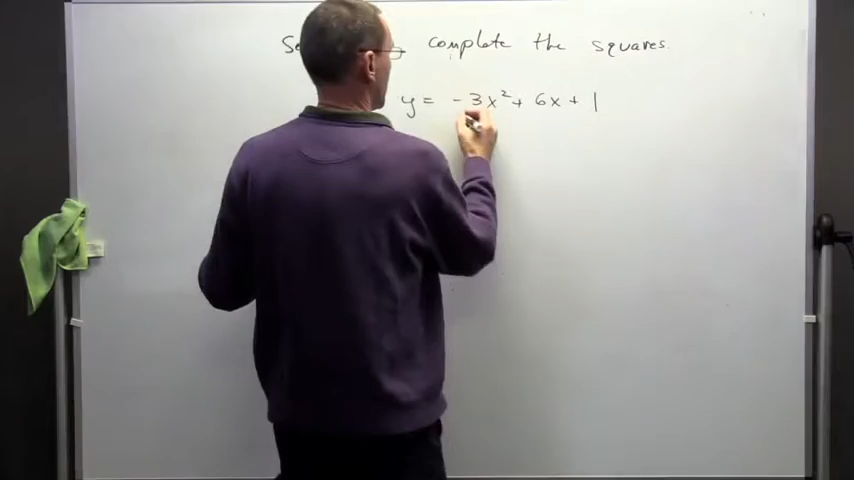 complete the squares.
y = -3x² + 6x + 1